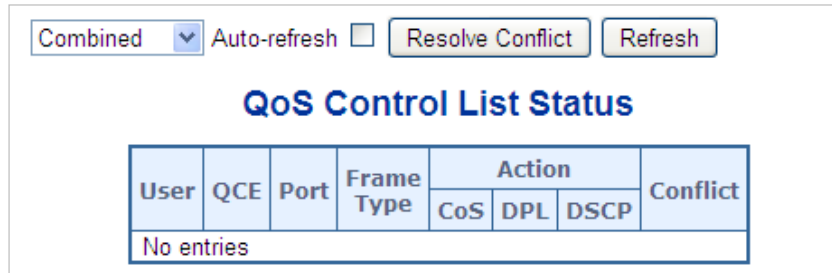 Combined Auto-refresh Resolve Conflict Refresh
QoS Control List Status
User QCE Port Frame Type Action Conflict
CoS DPL DSCP
No entries